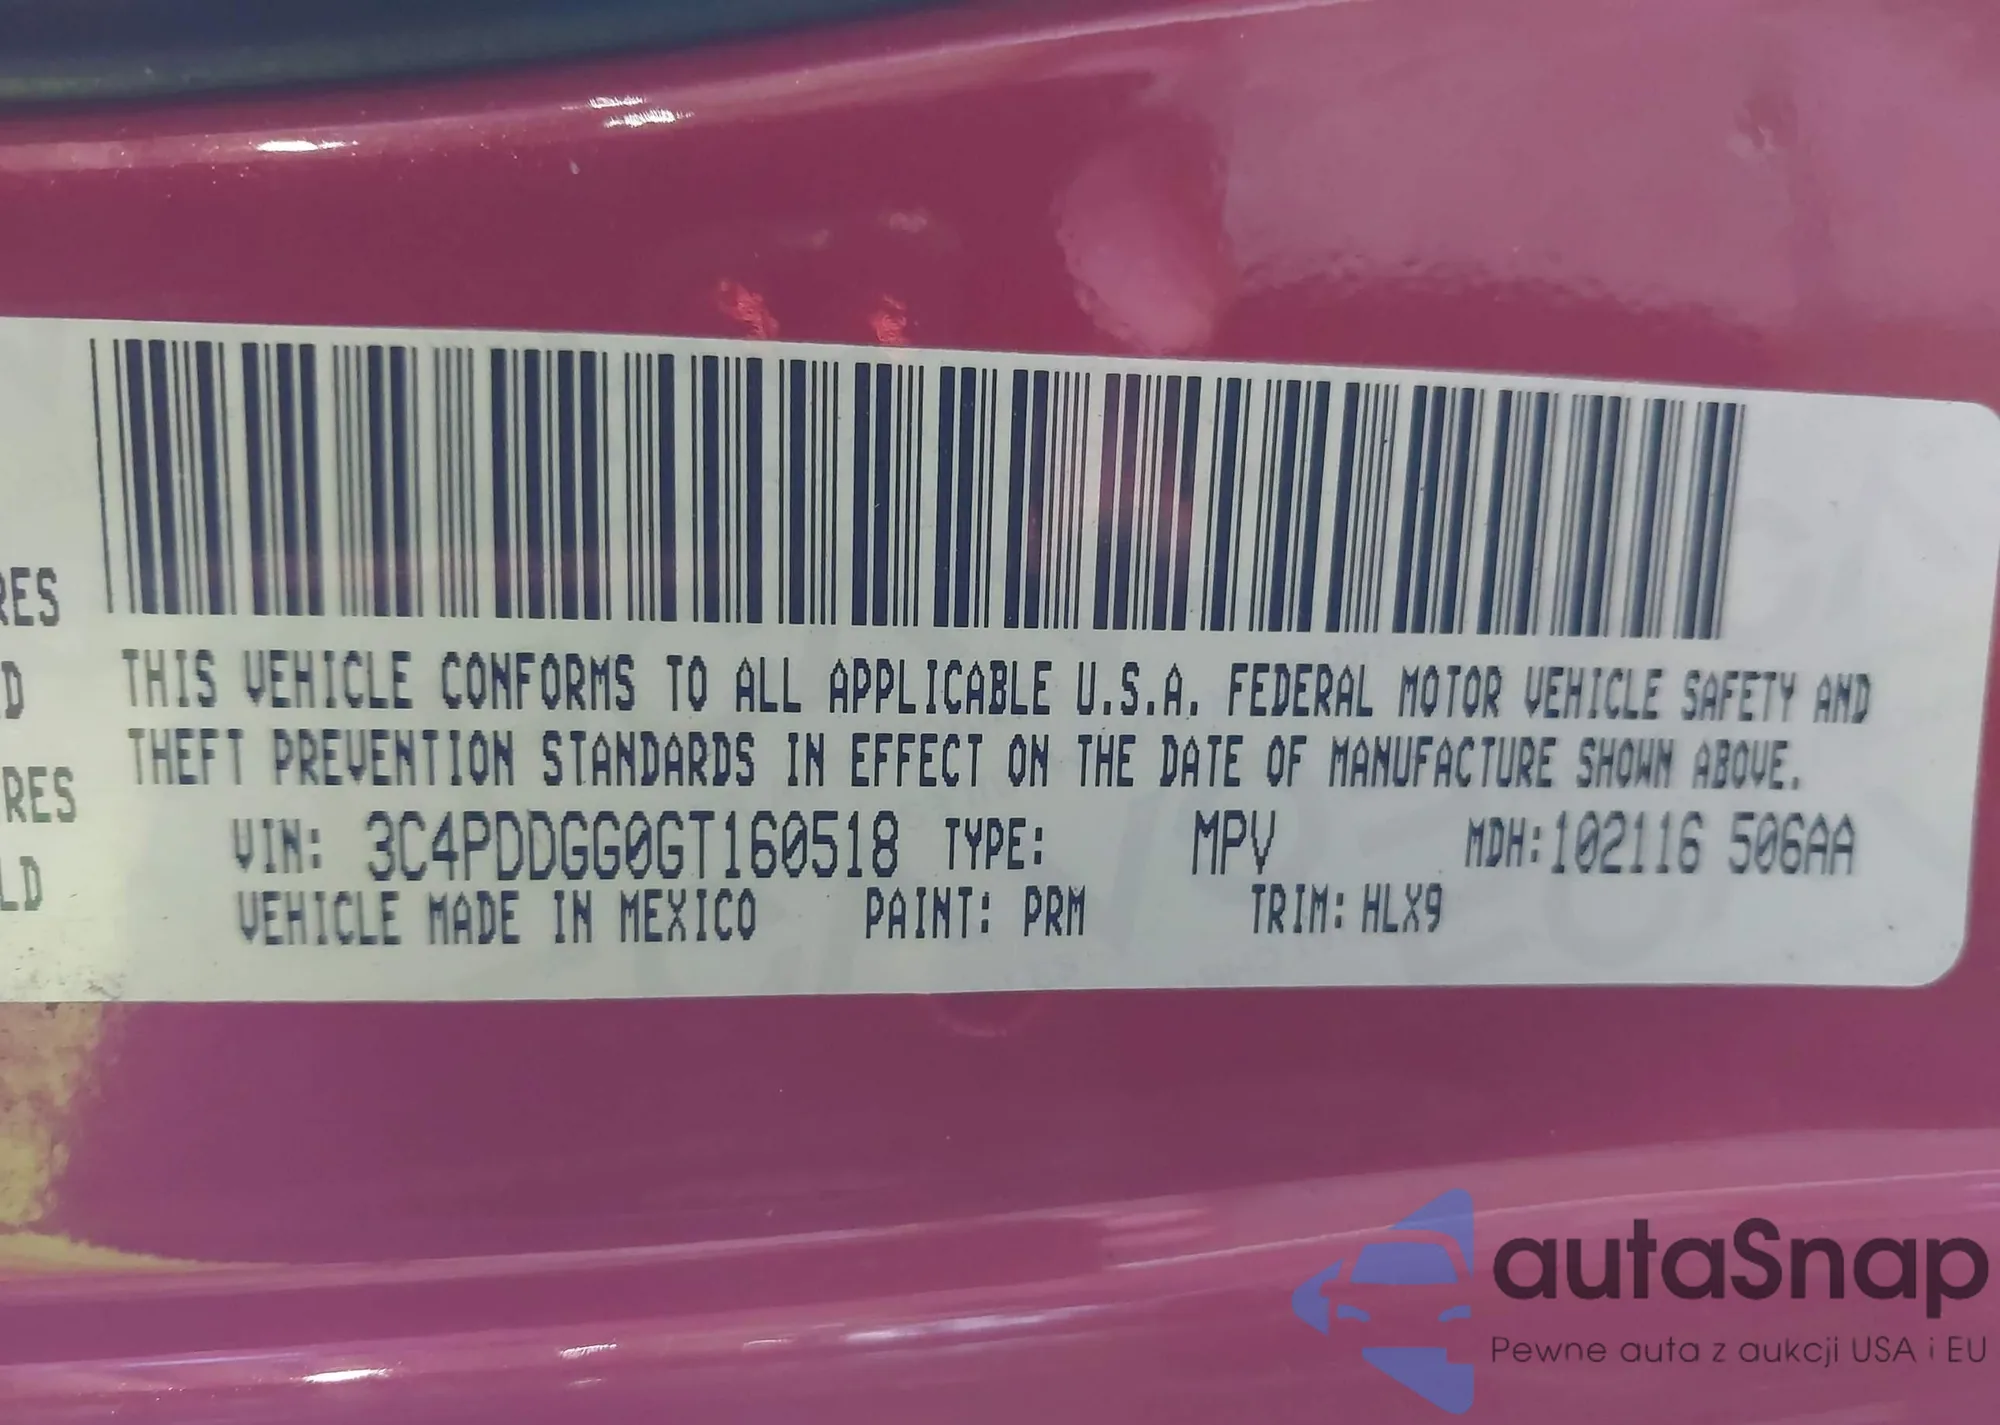 RES
D
RES
LD
THIS VEHICLE CONFORMS TO ALL APPLICABLE U.S.A. FEDERAL MOTOR VEHICLE SAFETY AND
THEFT PREVENTION STANDARDS IN EFFECT ON THE DATE OF MANUFACTURE SHOWN ABOVE.
VIN: 3C4PDDGG0GT160518 TYPE: MPV MDH:102116 506AA
VEHICLE MADE IN MEXICO PAINT: PRM TRIM: HLX9
autaSnap
Pewne auta z aukcji USA i EU